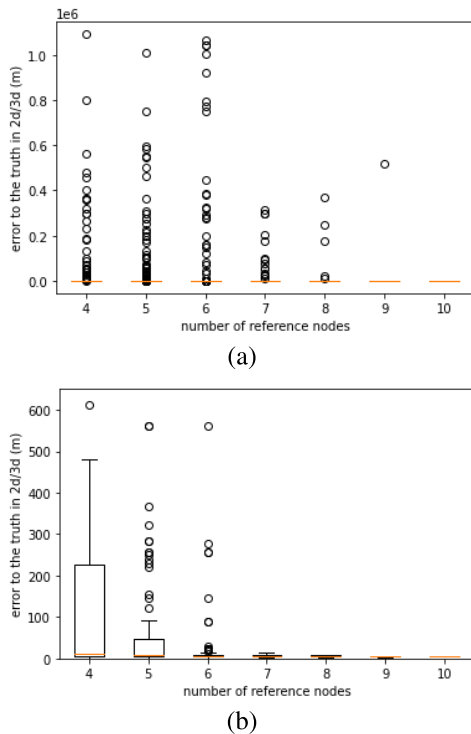 1e6
1.0
0.8
0.6
0.4
0.2
0.0
error to the truth in 2d/3d (m)
4 5 6 7 8 9 10
number of reference nodes
(a)
600
500
400
300
200
100
0
error to the truth in 2d/3d (m)
4 5 6 7 8 9 10
number of reference nodes
(b)